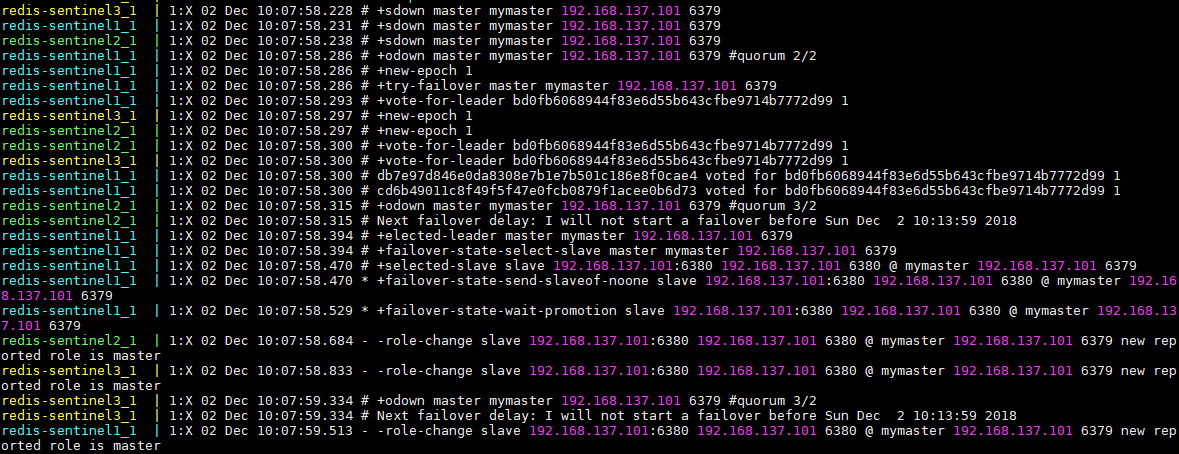 redis-sentinel3_1  | 1:X 02 Dec 10:07:58.228 # +sdown master mymaster 192.168.137.101 6379
redis-sentinel1_1  | 1:X 02 Dec 10:07:58.231 # +sdown master mymaster 192.168.137.101 6379
redis-sentinel2_1  | 1:X 02 Dec 10:07:58.238 # +sdown master mymaster 192.168.137.101 6379
redis-sentinel1_1  | 1:X 02 Dec 10:07:58.286 # +odown master mymaster 192.168.137.101 6379 #quorum 2/2
redis-sentinel1_1  | 1:X 02 Dec 10:07:58.286 # +new-epoch 1
redis-sentinel1_1  | 1:X 02 Dec 10:07:58.286 # +try-failover master mymaster 192.168.137.101 6379
redis-sentinel1_1  | 1:X 02 Dec 10:07:58.293 # +vote-for-leader bd0fb6068944f83e6d55b643cfbe9714b7772d99 1
redis-sentinel3_1  | 1:X 02 Dec 10:07:58.297 # +new-epoch 1
redis-sentinel2_1  | 1:X 02 Dec 10:07:58.297 # +new-epoch 1
redis-sentinel2_1  | 1:X 02 Dec 10:07:58.300 # +vote-for-leader bd0fb6068944f83e6d55b643cfbe9714b7772d99 1
redis-sentinel3_1  | 1:X 02 Dec 10:07:58.300 # +vote-for-leader bd0fb6068944f83e6d55b643cfbe9714b7772d99 1
redis-sentinel1_1  | 1:X 02 Dec 10:07:58.300 # db7e97d846e0da8308e7b1e7b501c186e8f0cae4 voted for bd0fb6068944f83e6d55b643cfbe9714b7772d99 1
redis-sentinel1_1  | 1:X 02 Dec 10:07:58.300 # cd6b49011c8f49f5f47e0fcb0879f1acee0b6d73 voted for bd0fb6068944f83e6d55b643cfbe9714b7772d99 1
redis-sentinel2_1  | 1:X 02 Dec 10:07:58.315 # +odown master mymaster 192.168.137.101 6379 #quorum 3/2
redis-sentinel2_1  | 1:X 02 Dec 10:07:58.315 # Next failover delay: I will not start a failover before Sun Dec  2 10:13:59 2018
redis-sentinel1_1  | 1:X 02 Dec 10:07:58.394 # +elected-leader master mymaster 192.168.137.101 6379
redis-sentinel1_1  | 1:X 02 Dec 10:07:58.394 # +failover-state-select-slave master mymaster 192.168.137.101 6379
redis-sentinel1_1  | 1:X 02 Dec 10:07:58.470 # +selected-slave slave 192.168.137.101:6380 192.168.137.101 6380 @ mymaster 192.168.137.101 6379
redis-sentinel1_1  | 1:X 02 Dec 10:07:58.470 * +failover-state-send-slaveof-noone slave 192.168.137.101:6380 192.168.137.101 6380 @ mymaster 192.16
8.137.101 6379
redis-sentinel1_1  | 1:X 02 Dec 10:07:58.529 * +failover-state-wait-promotion slave 192.168.137.101:6380 192.168.137.101 6380 @ mymaster 192.168.13
7.101 6379
redis-sentinel2_1  | 1:X 02 Dec 10:07:58.684 - -role-change slave 192.168.137.101:6380 192.168.137.101 6380 @ mymaster 192.168.137.101 6379 new rep
orted role is master
redis-sentinel3_1  | 1:X 02 Dec 10:07:58.833 - -role-change slave 192.168.137.101:6380 192.168.137.101 6380 @ mymaster 192.168.137.101 6379 new rep
orted role is master
redis-sentinel3_1  | 1:X 02 Dec 10:07:59.334 # +odown master mymaster 192.168.137.101 6379 #quorum 3/2
redis-sentinel3_1  | 1:X 02 Dec 10:07:59.334 # Next failover delay: I will not start a failover before Sun Dec  2 10:13:59 2018
redis-sentinel1_1  | 1:X 02 Dec 10:07:59.513 - -role-change slave 192.168.137.101:6380 192.168.137.101 6380 @ mymaster 192.168.137.101 6379 new rep
orted role is master